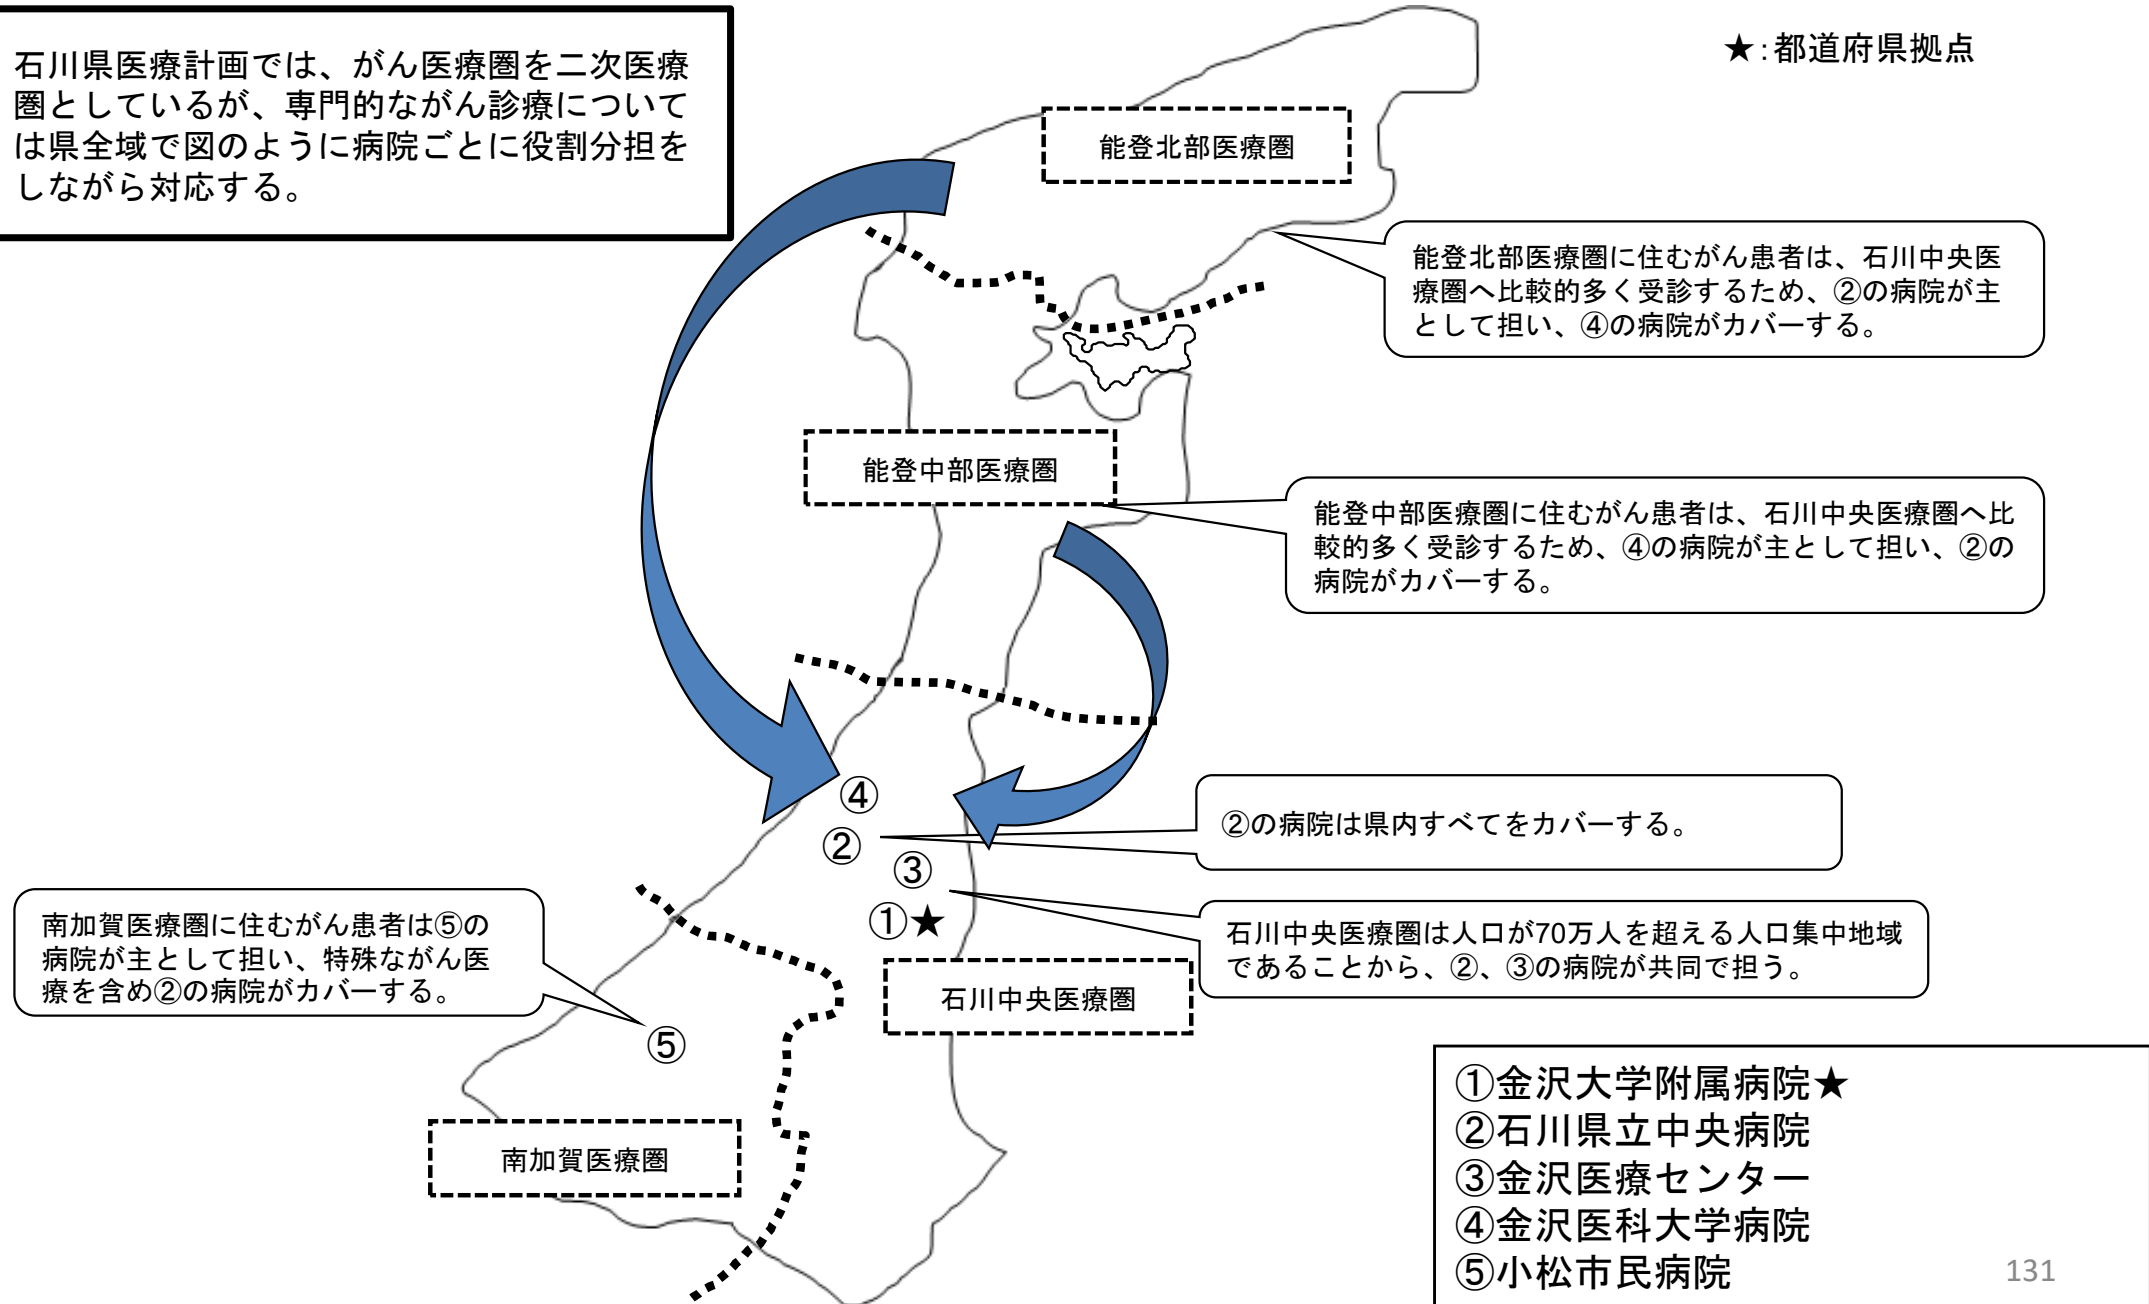 石川県医療計画では、がん医療圏を二次医療
圏としているが、専門的ながん診療について
は県全域で図のように病院ごとに役割分担を
しながら対応する。
★：都道府県拠点
能登北部医療圏
能登北部医療圏に住むがん患者は、石川中央医
療圏へ比較的多く受診するため、②の病院が主
として担い、④の病院がカバーする。
能登中部医療圏
能登中部医療圏に住むがん患者は、石川中央医療圏へ比
較的多く受診するため、④の病院が主として担い、②の
病院がカバーする。
④
②
③
①★
②の病院は県内すべてをカバーする。
石川中央医療圏は人口が70万人を超える人口集中地域
であることから、②、③の病院が共同で担う。
石川中央医療圏
南加賀医療圏に住むがん患者は⑤の
病院が主として担い、特殊ながん医
療を含め②の病院がカバーする。
⑤
南加賀医療圏
①金沢大学附属病院★
②石川県立中央病院
③金沢医療センター
④金沢医科大学病院
⑤小松市民病院
131